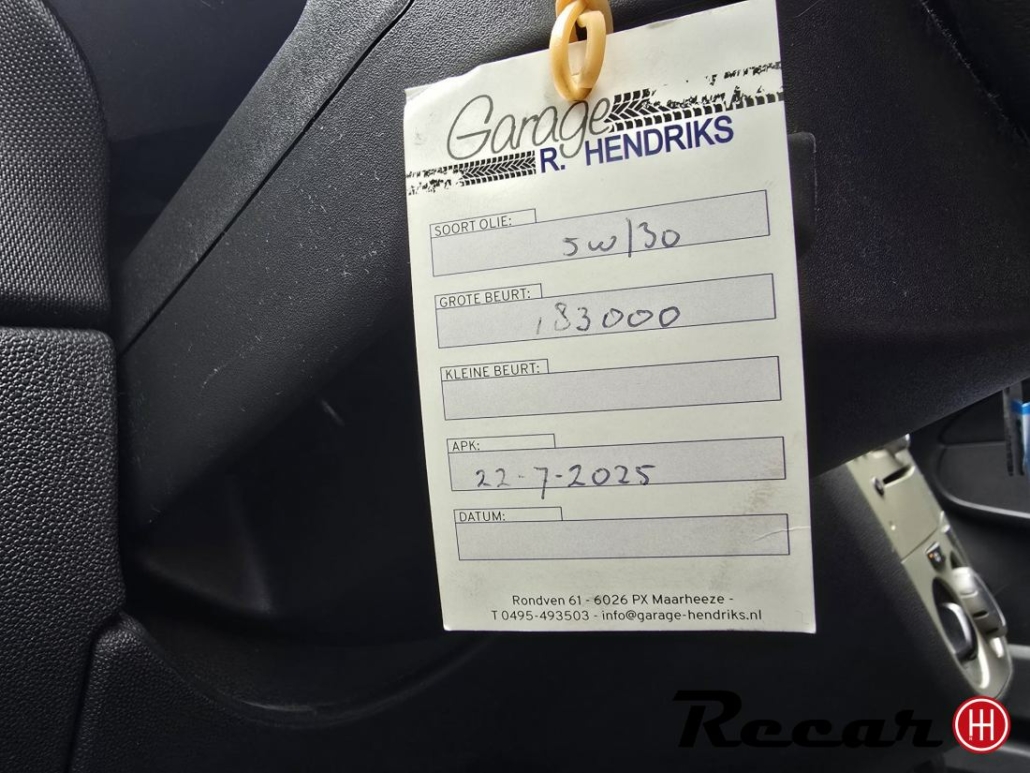 Garage
R. HENDRIKS
SOORT OLIE:
5w/30
GROTE BEURT:
183000
KLEINE BEURT:
APK:
22-7-2025
DATUM:
Rondven 61 - 6026 PX Maarheeze -
T 0495-493503 - info@garage-hendriks.nl
Recar H